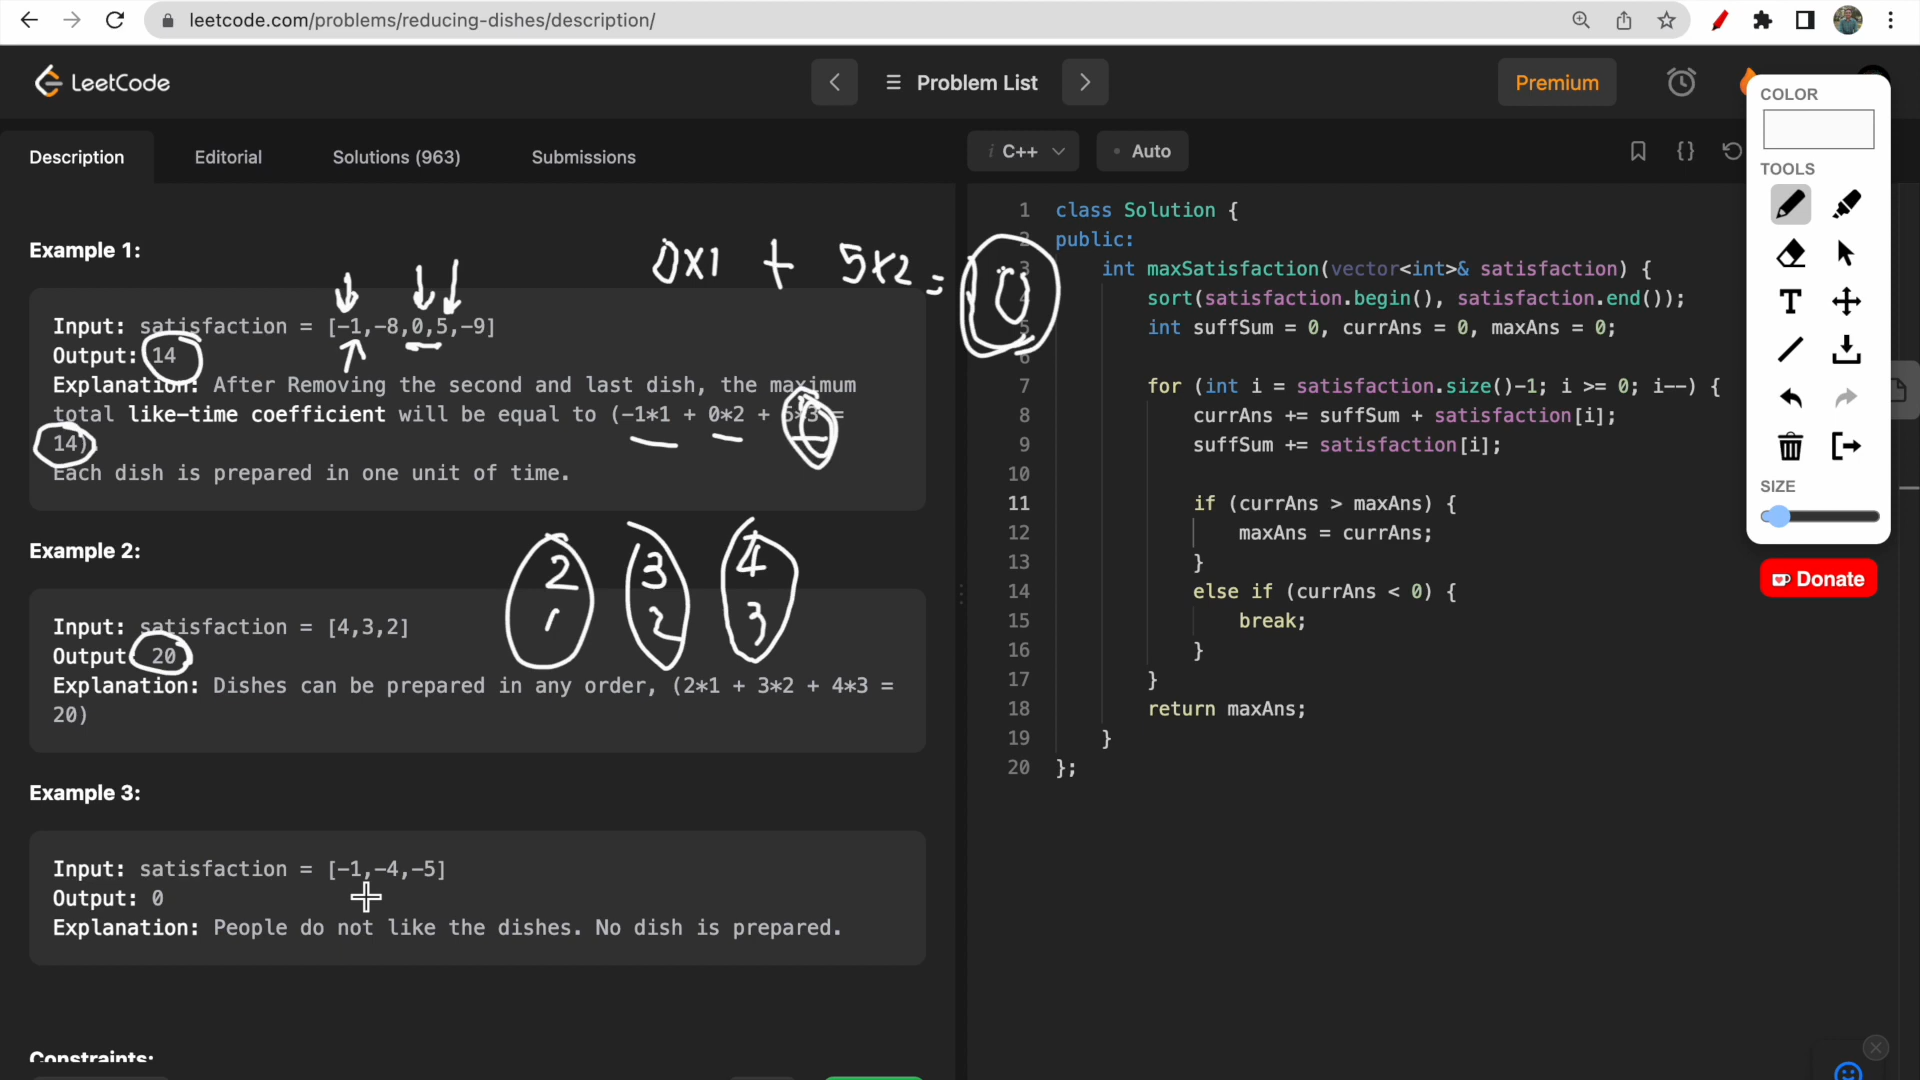 leetcode.com/problems/reducing-dishes/description/
LeetCode
Problem List
Premium
Description
Editorial
Solutions (963)
Submissions
Example 1:
Input: satisfaction = [-1,-8,0,5,-9]
Output: 14
Explanation: After Removing the second and last dish, the maximum
total like-time coefficient will be equal to (-1*1 + 0*2 + 5*3 =
14)
Each dish is prepared in one unit of time.
0x1 + 5x2 =
Example 2:
2 3 4
1 2 3
Input: satisfaction = [4,3,2]
Output: 20
Explanation: Dishes can be prepared in any order, (2*1 + 3*2 + 4*3 =
20)
Example 3:
Input: satisfaction = [-1,-4,-5]
Output: 0
Explanation: People do not like the dishes. No dish is prepared.
Constraints:
i C++
Auto
{}
1 class Solution {
2 public:
3 int maxSatisfaction(vector<int>& satisfaction) {
4 sort(satisfaction.begin(), satisfaction.end());
5 int suffSum = 0, currAns = 0, maxAns = 0;
6
7 for (int i = satisfaction.size()-1; i >= 0; i--) {
8 currAns += suffSum + satisfaction[i];
9 suffSum += satisfaction[i];
10
11 if (currAns > maxAns) {
12 maxAns = currAns;
13 }
14 else if (currAns < 0) {
15 break;
16 }
17 }
18 return maxAns;
19 }
20 };
COLOR
TOOLS
T
SIZE
Donate